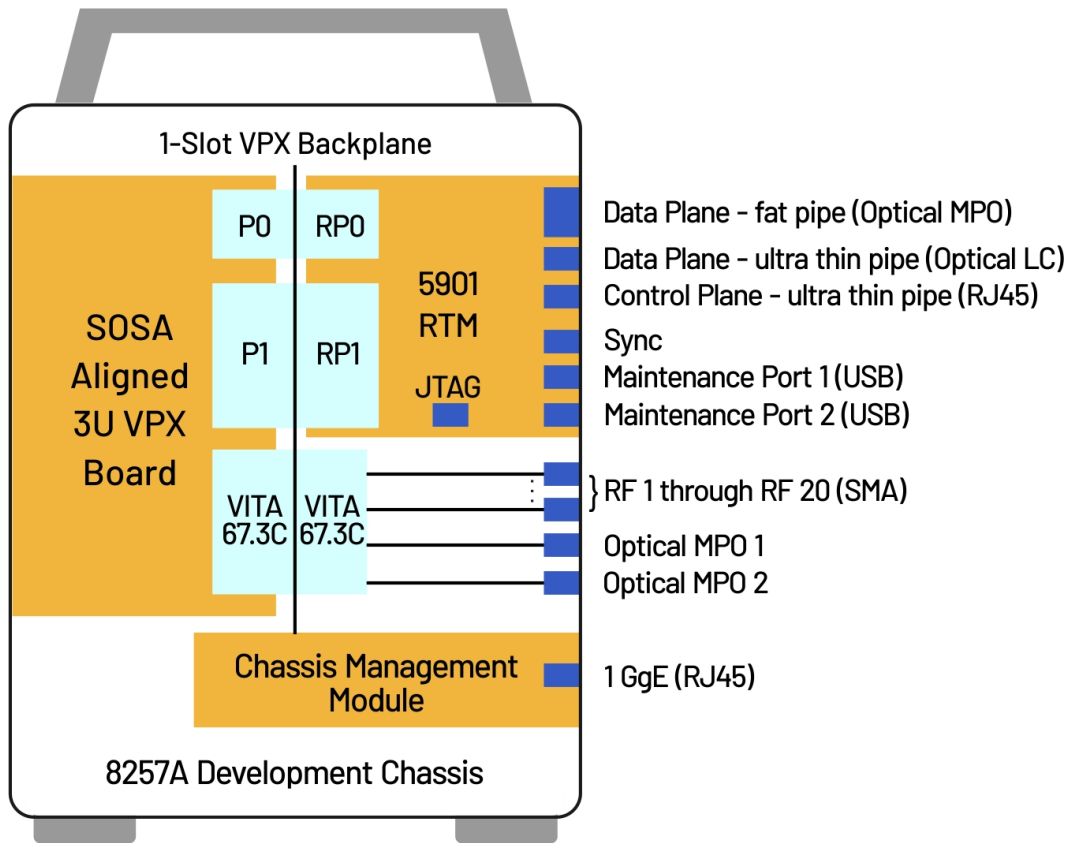 1-Slot VPX Backplane
P0
RP0
P1
RP1
SOSA
Aligned
3U VPX
Board
5901
RTM
JTAG
VITA
67.3C
VITA
67.3C
Data Plane - fat pipe (Optical MPO)
Data Plane - ultra thin pipe (Optical LC)
Control Plane - ultra thin pipe (RJ45)
Sync
Maintenance Port 1 (USB)
Maintenance Port 2 (USB)
RF 1 through RF 20 (SMA)
Optical MPO 1
Optical MPO 2
Chassis Management
Module
1 GgE (RJ45)
8257A Development Chassis